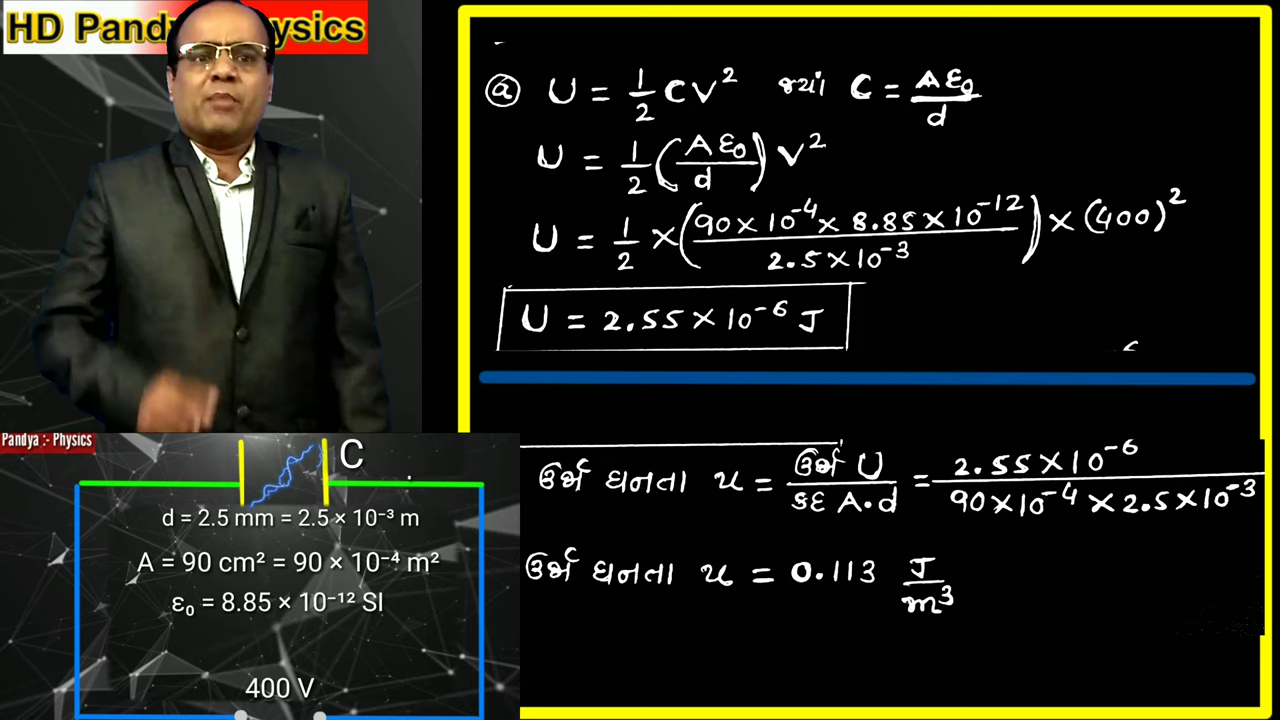 HD Pandya Physics
ⓐ U = 1/2 CV² જ્યાં C = Aε₀/d
U = 1/2 (Aε₀/d) V²
U = 1/2 × (90×10⁻⁴ × 8.85×10⁻¹² / 2.5×10⁻³) × (400)²
U = 2.55×10⁻⁶ J
Pandya :- Physics
C
d = 2.5 mm = 2.5 × 10⁻³ m
A = 90 cm² = 90 × 10⁻⁴ m²
ε₀ = 8.85 × 10⁻¹² SI
400 V
ઉર્જા ઘનતા u = ઉર્જા U / કદ A·d = 2.55×10⁻⁶ / 90×10⁻⁴ × 2.5×10⁻³
ઉર્જા ઘનતા u = 0.113 J/m³